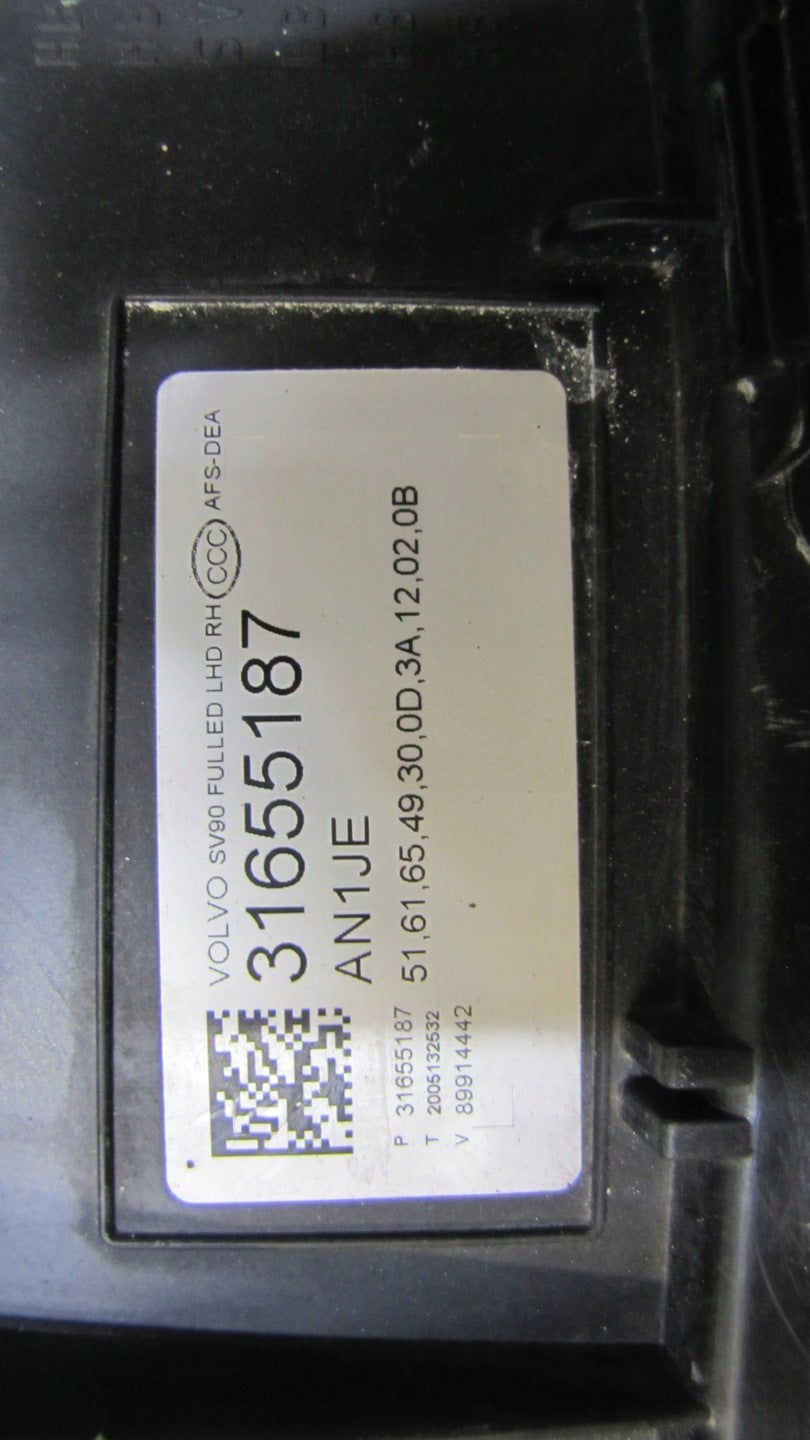 VOLVO SV90 FULLED LHD RH CCC AFS-DEA
31655187
AN1JE
P 31655187
51,61,65,49,30,0D,3A,12,02,0B
T 2005132532
V 89914442